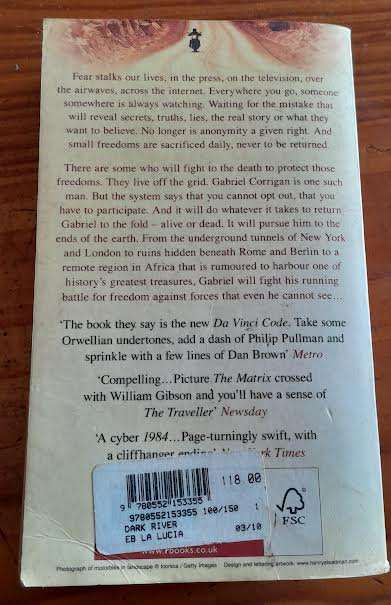 Fear stalks our lives, in the press, on the television, over
the airwaves, across the internet. Everywhere you go, someone
somewhere is always watching. Waiting for the mistake that
will reveal secrets, truths, lies, the real story or what they
want to believe. No longer is anonymity a given right. And
small freedoms are sacrificed daily, never to be returned.
There are some who will fight to the death to protect those
freedoms. They live off the grid. Gabriel Corrigan is one such
man. But the system says that you cannot opt out, that you
have to participate. And it will do whatever it takes to return
Gabriel to the fold – alive or dead. It will pursue him to the
ends of the earth. From the underground tunnels of New York
and London to ruins hidden beneath Rome and Berlin to a
remote region in Africa that is rumoured to harbour one of
history's greatest treasures, Gabriel will fight his running
battle for freedom against forces that even he cannot see…
'The book they say is the new Da Vinci Code. Take some
Orwellian undertones, add a dash of Philip Pullman and
sprinkle with a few lines of Dan Brown' Metro
'Compelling…Picture The Matrix crossed
with William Gibson and you'll have a sense of
The Traveller' Newsday
'A cyber 1984…Page-turningly swift, with
a cliffhanger Times
118.00
9 780552 153355
9780552153355 100/150 1
DARK RIVER 03/10
EB LA LUCIA
FSC
www.rbooks.co.uk
Photograph of motorbikes in landscape © Getty Images Design and lettering artwork www.henrysteadman.com